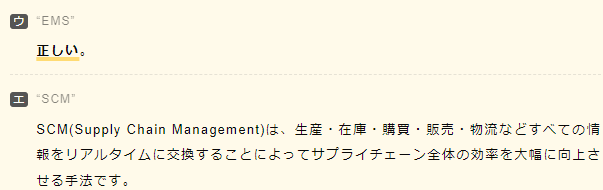 ウ “EMS”
正しい。
エ “SCM”
SCM(Supply Chain Management)は、生産・在庫・購買・販売・物流などすべての情
報をリアルタイムに交換することによってサプライチェーン全体の効率を大幅に向上さ
せる手法です。